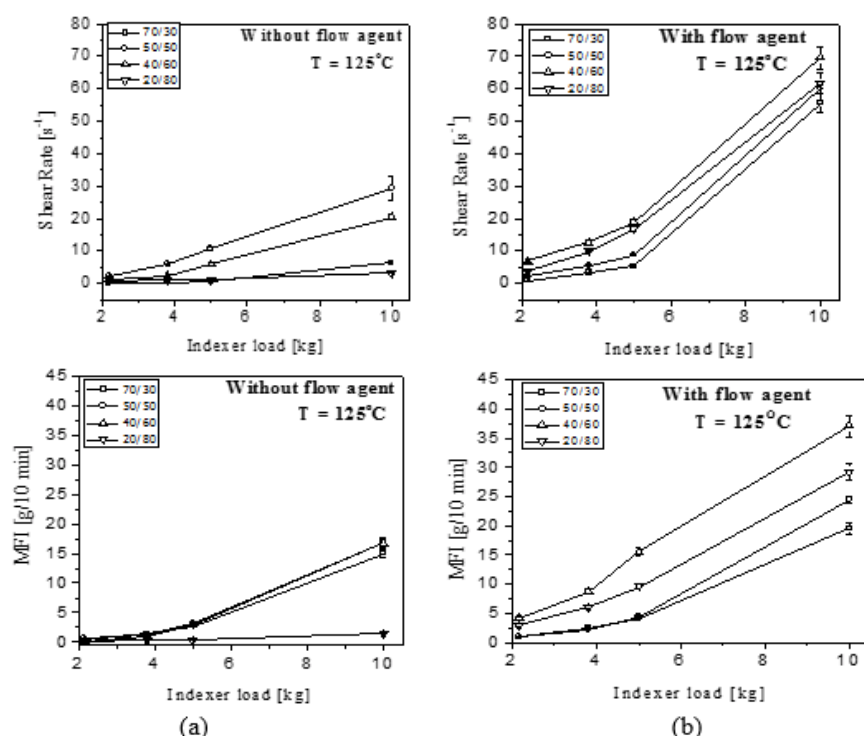 80
70
60
50
40
30
20
10
0
Shear Rate [s⁻¹]
70/30
50/50
40/60
20/80
Without flow agent
T = 125°C
2 4 6 8 10
Indexer load [kg]
80
70
60
50
40
30
20
10
0
Shear Rate [s⁻¹]
70/30
50/50
40/60
20/80
With flow agent
T = 125°C
2 4 6 8 10
Indexer load [kg]
45
40
35
30
25
20
15
10
5
0
MFI [g/10 min]
70/30
50/50
40/60
20/80
Without flow agent
T = 125°C
2 4 6 8 10
Indexer load [kg]
(a)
45
40
35
30
25
20
15
10
5
0
MFI [g/10 min]
70/30
50/50
40/60
20/80
With flow agent
T = 125°C
2 4 6 8 10
Indexer load [kg]
(b)